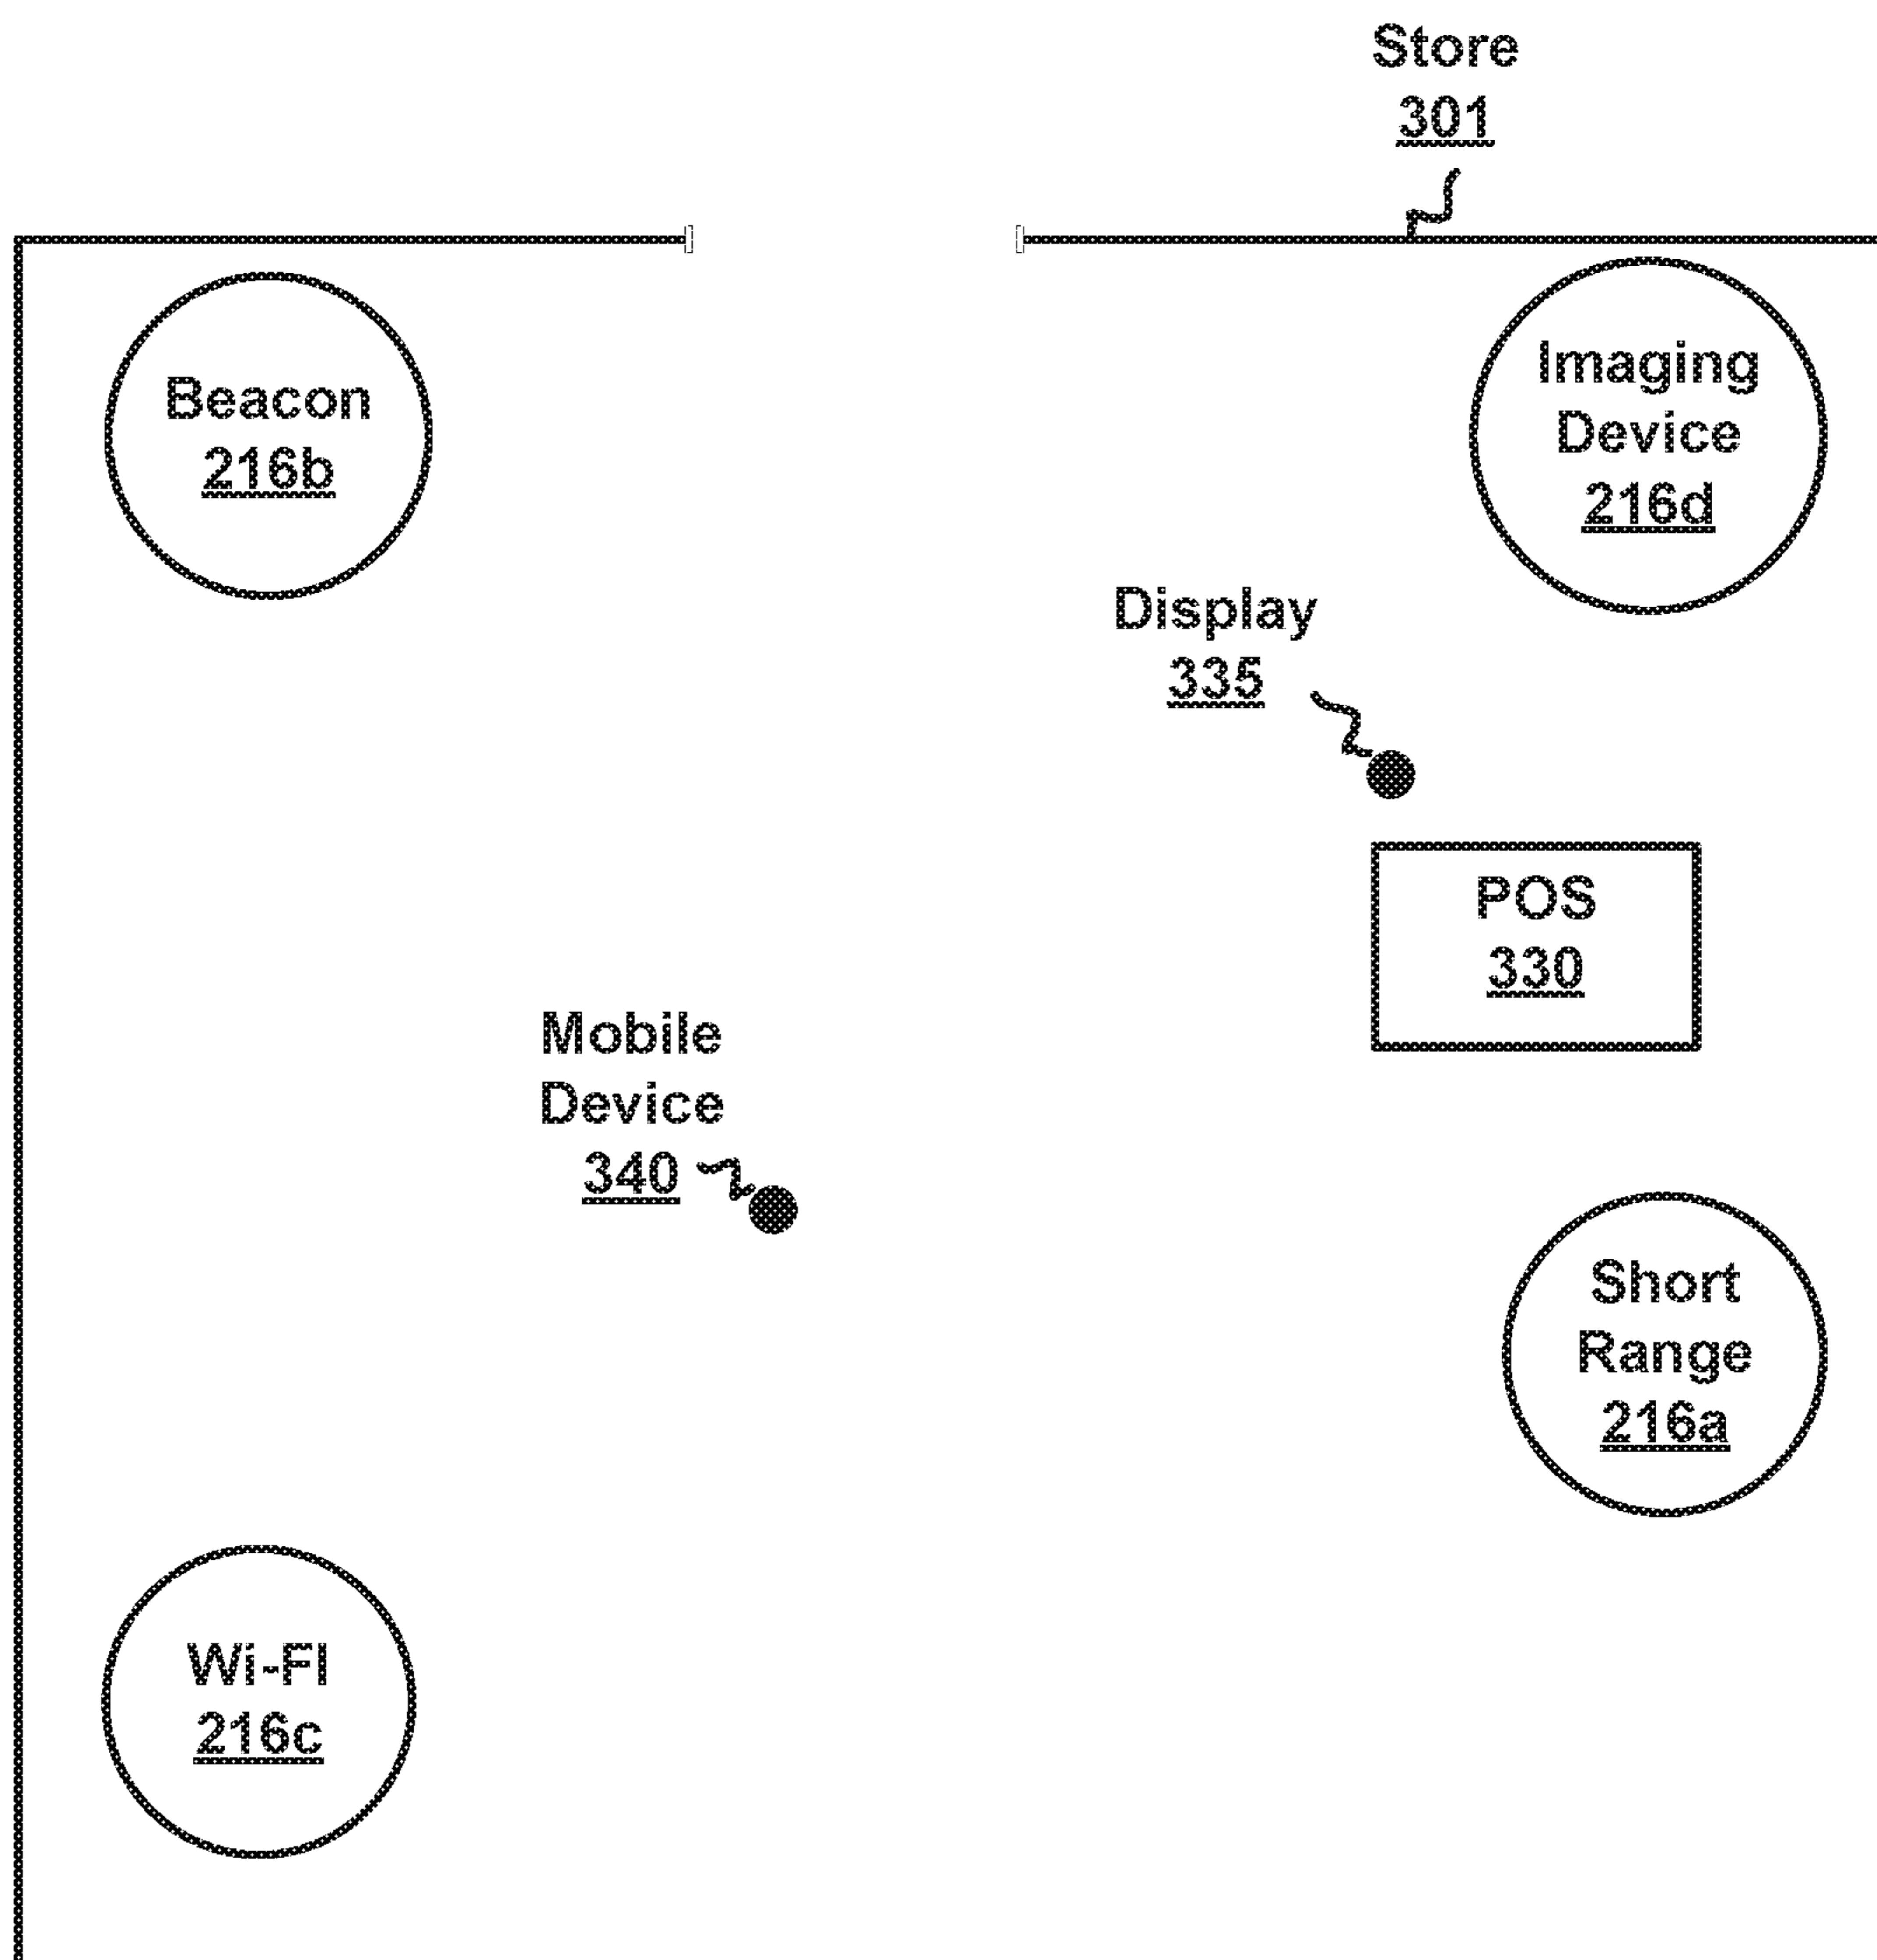 Store
301
Beacon
216b
Imaging
Device
216d
Display
335
POS
330
Mobile
Device
340
Short
Range
216a
Wi-FI
216c